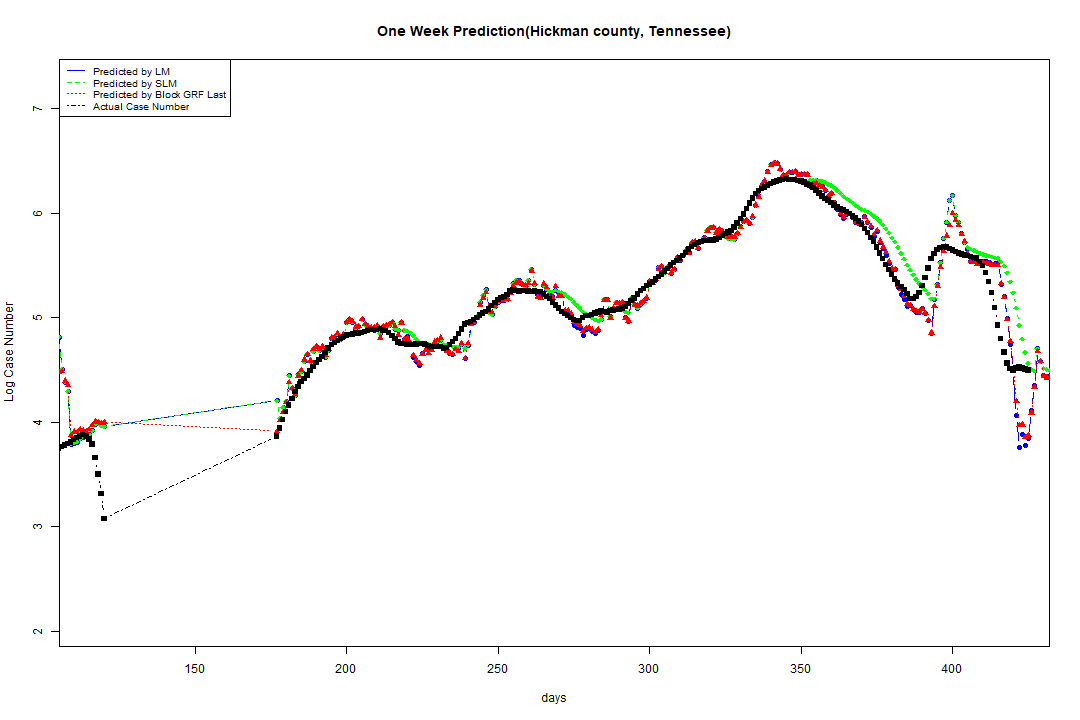 One Week Prediction(Hickman county, Tennessee)
Predicted by LM
Predicted by SLM
Predicted by Block GRF Last
Actual Case Number
Log Case Number
7
6
5
4
3
2
150 200 250 300 350 400
days